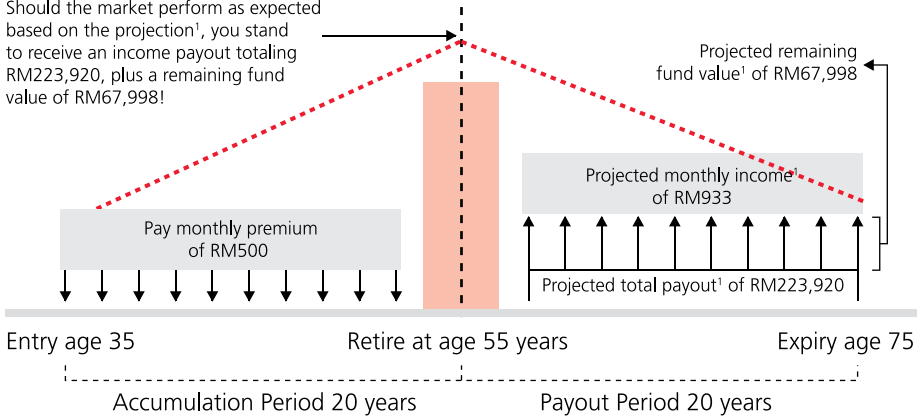 Should the market perform as expected
based on the projection¹, you stand
to receive an income payout totaling
RM223,920, plus a remaining fund
value of RM67,998!
Projected remaining
fund value¹ of RM67,998
Pay monthly premium
of RM500
Projected monthly income¹
of RM933
Projected total payout¹ of RM223,920
Entry age 35
Retire at age 55 years
Expiry age 75
Accumulation Period 20 years
Payout Period 20 years